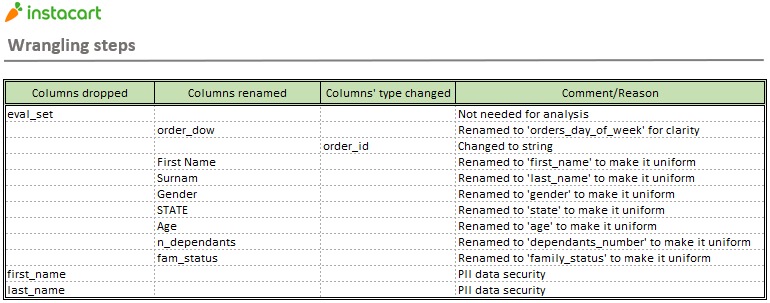 instacart
Wrangling steps
Columns dropped Columns renamed Columns' type changed Comment/Reason
eval_set Not needed for analysis
order_dow Renamed to 'orders_day_of_week' for clarity
order_id Changed to string
First Name Renamed to 'first_name' to make it uniform
Surnam Renamed to 'last_name' to make it uniform
Gender Renamed to 'gender' to make it uniform
STATE Renamed to 'state' to make it uniform
Age Renamed to 'age' to make it uniform
n_dependants Renamed to 'dependants_number' to make it uniform
fam_status Renamed to 'family_status' to make it uniform
first_name PII data security
last_name PII data security